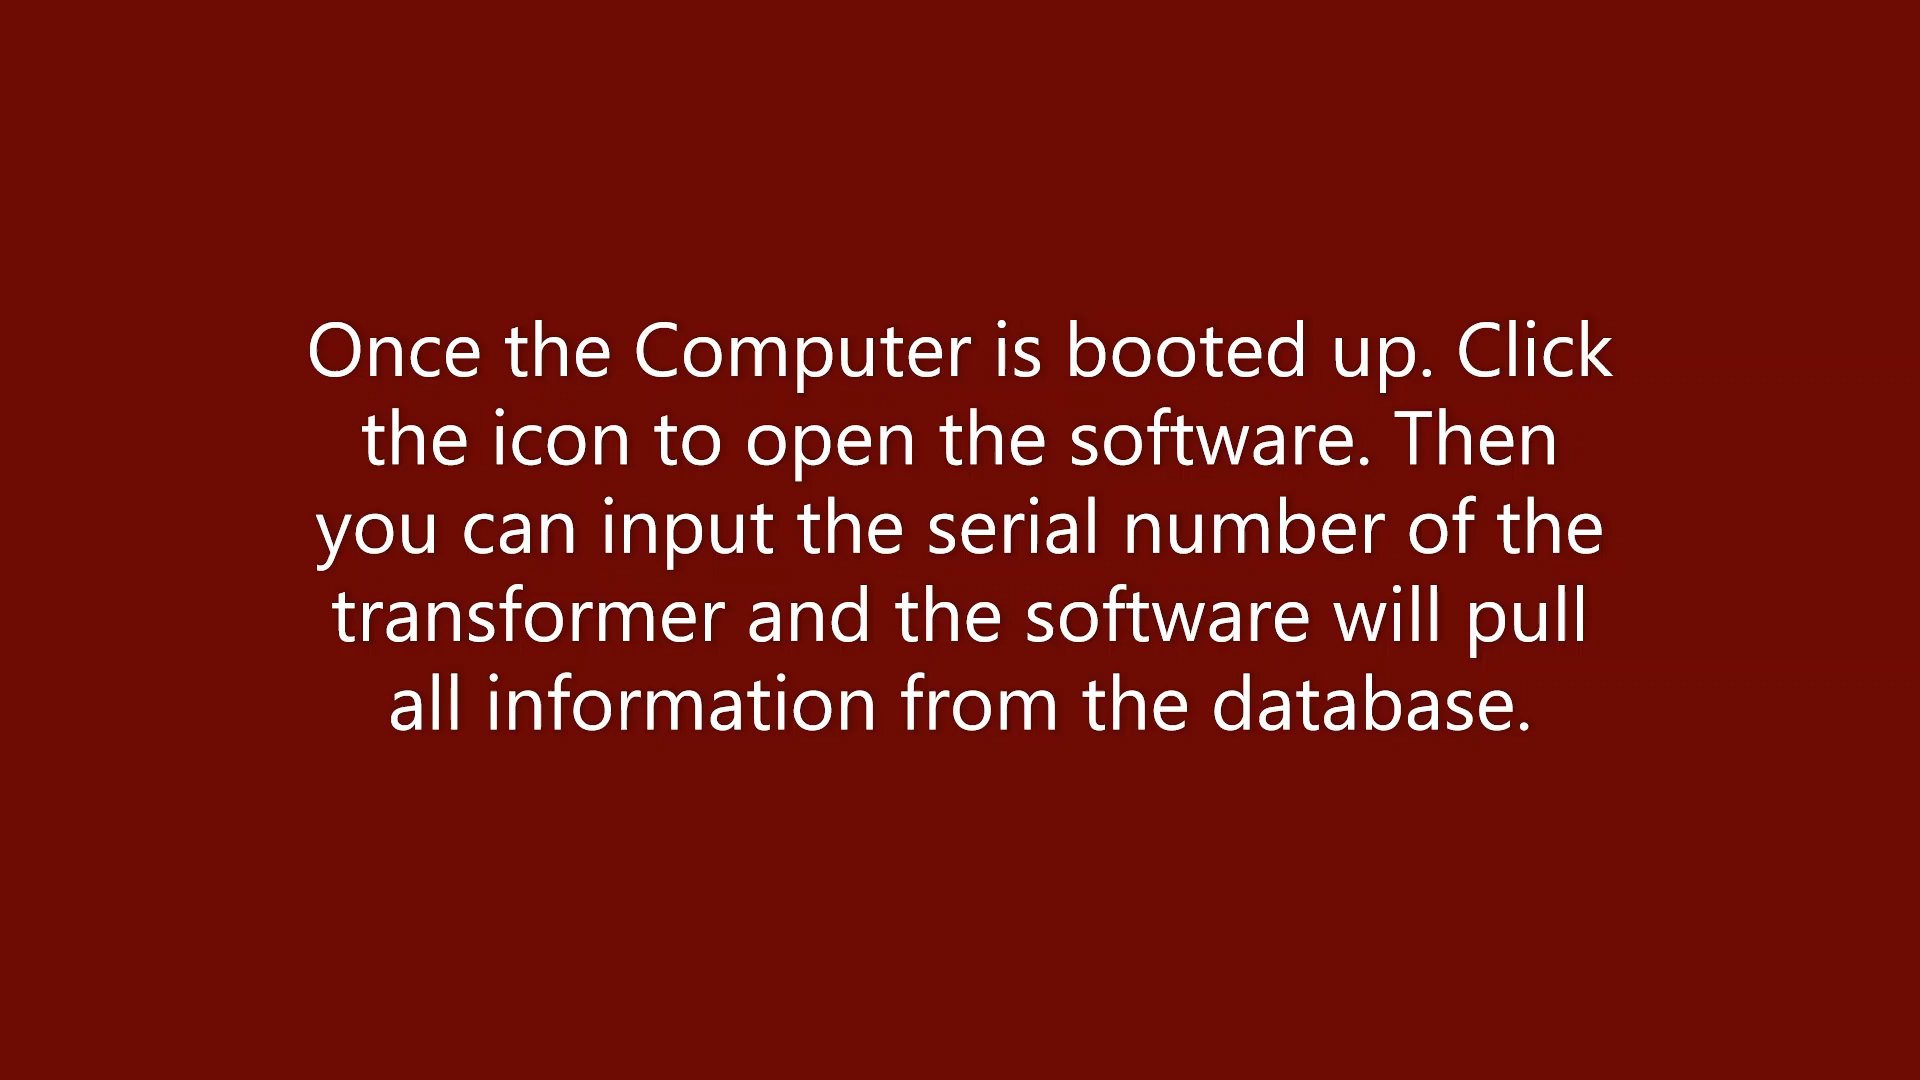 Once the Computer is booted up. Click
the icon to open the software. Then
you can input the serial number of the
transformer and the software will pull
all information from the database.